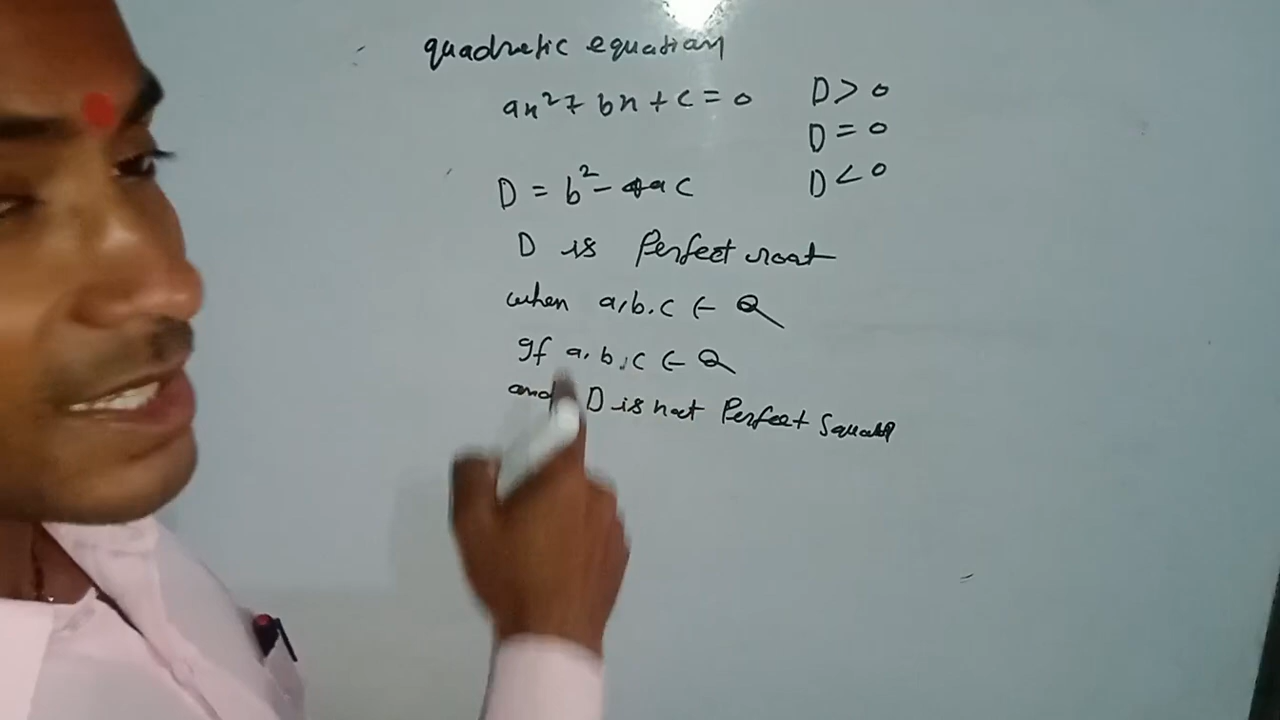 quadratic equation
ax²+ bx + c = 0
D > 0
D = 0
D < 0
D = b² - 4ac
D is Perfect root
when a,b,c ∈ Q
If a,b,c ∈ Q
and D is not Perfect Square